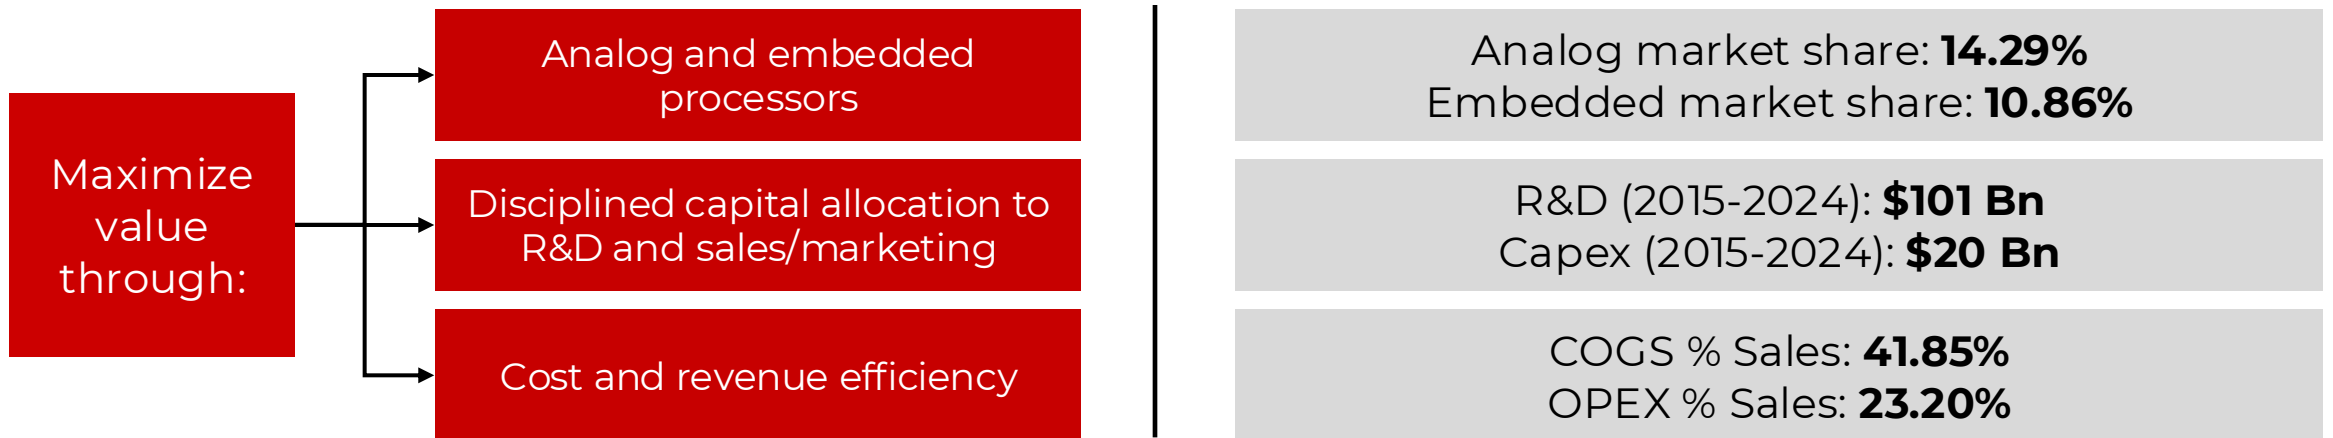 Maximize
value
through:
Analog and embedded
processors
Disciplined capital allocation to
R&D and sales/marketing
Cost and revenue efficiency
Analog market share: 14.29%
Embedded market share: 10.86%
R&D (2015-2024): $101 Bn
Capex (2015-2024): $20 Bn
COGS % Sales: 41.85%
OPEX % Sales: 23.20%